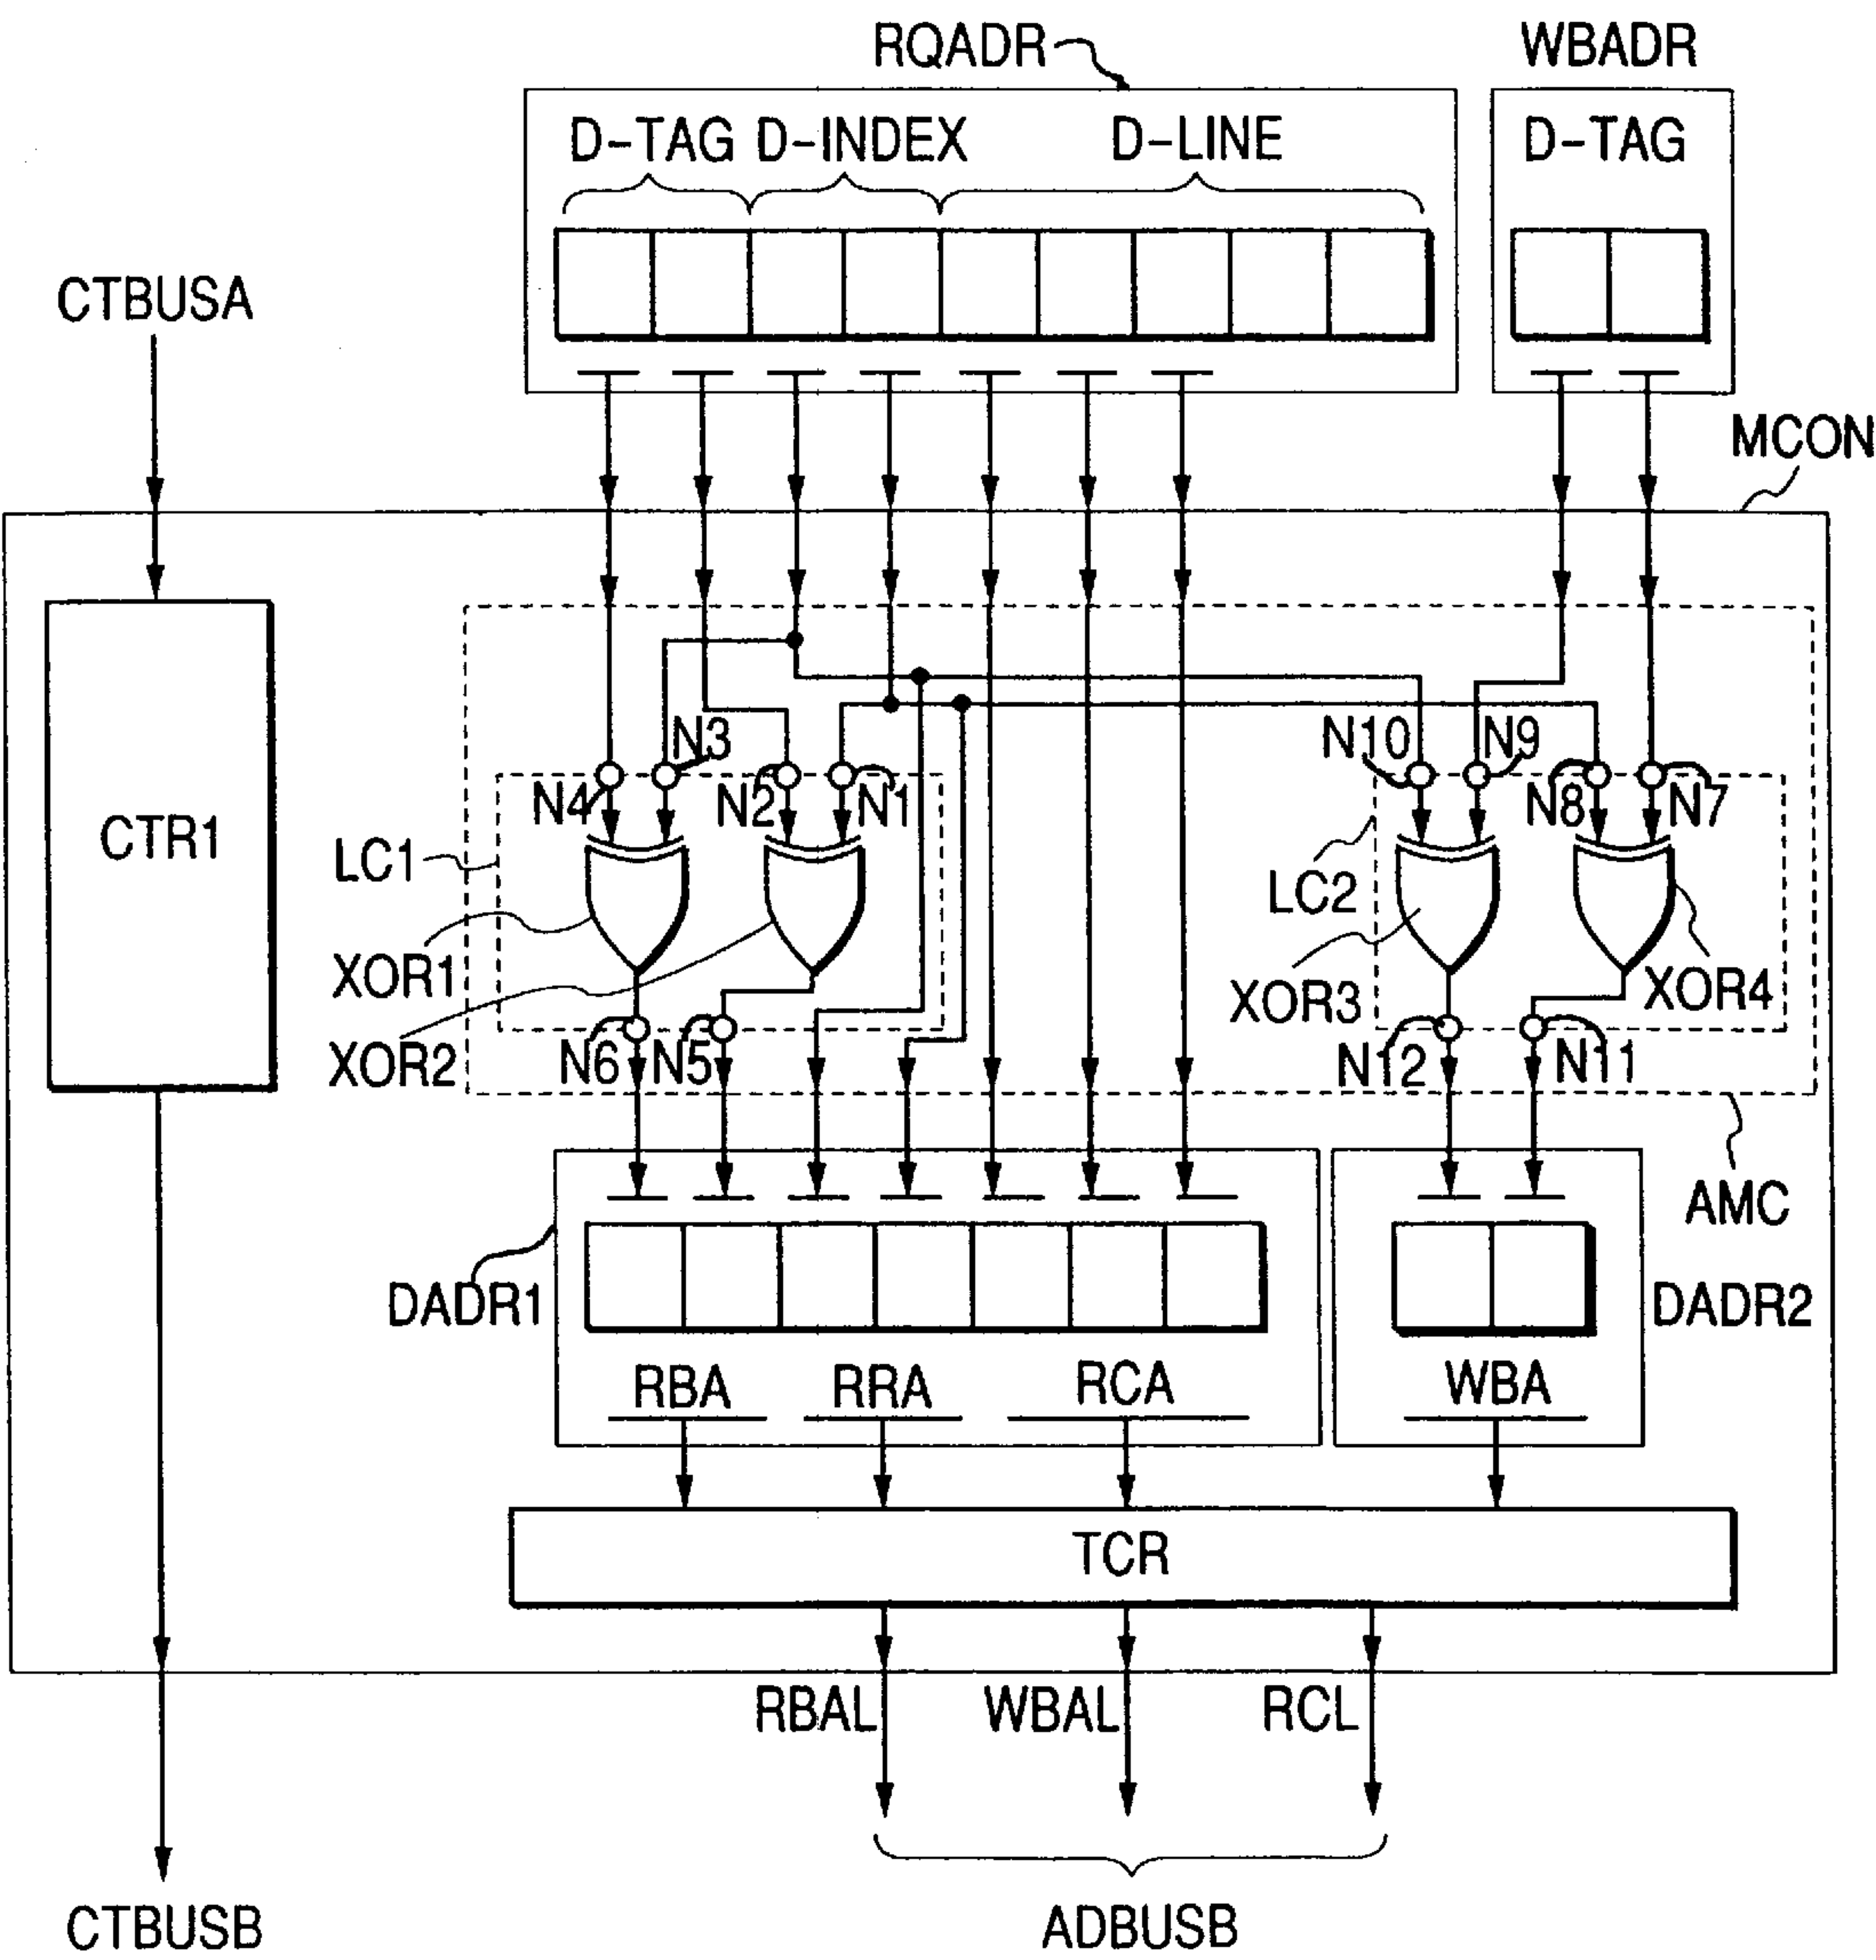 RQADR
WBADR
D-TAG D-INDEX D-LINE
D-TAG
CTBUSA
MCON
N3
N10 N9
N4 N2 N1
N8 N7
CTR1
LC1
LC2
XOR1
XOR3 XOR4
XOR2
N6 N5
N12 N11
AMC
DADR1
DADR2
RBA RRA RCA
WBA
TCR
RBAL WBAL RCL
CTBUSB
ADBUSB